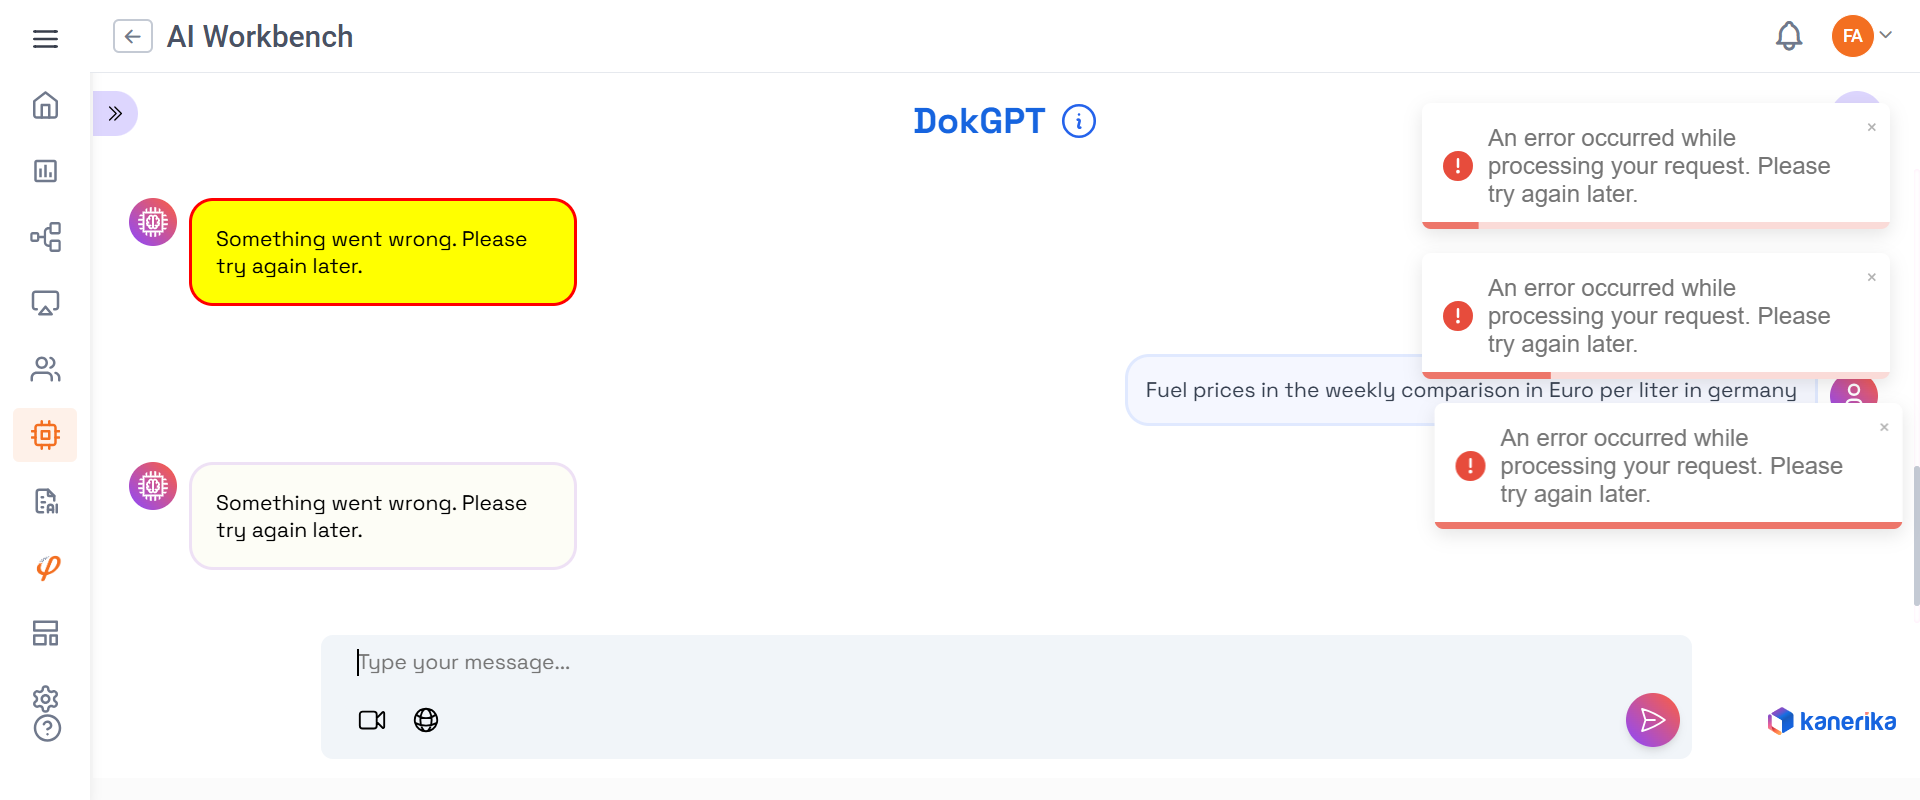 AI Workbench
FA
DokGPT
An error occurred while
processing your request. Please
try again later.
Something went wrong. Please
try again later.
An error occurred while
processing your request. Please
try again later.
Fuel prices in the weekly comparison in Euro per liter in germany
An error occurred while
processing your request. Please
try again later.
Something went wrong. Please
try again later.
Type your message...
kanerika